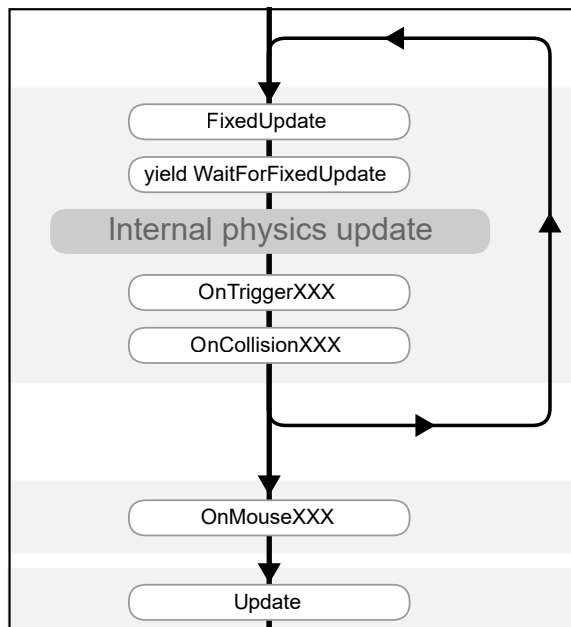 FixedUpdate
yield WaitForFixedUpdate
Internal physics update
OnTriggerXXX
OnCollisionXXX
OnMouseXXX
Update